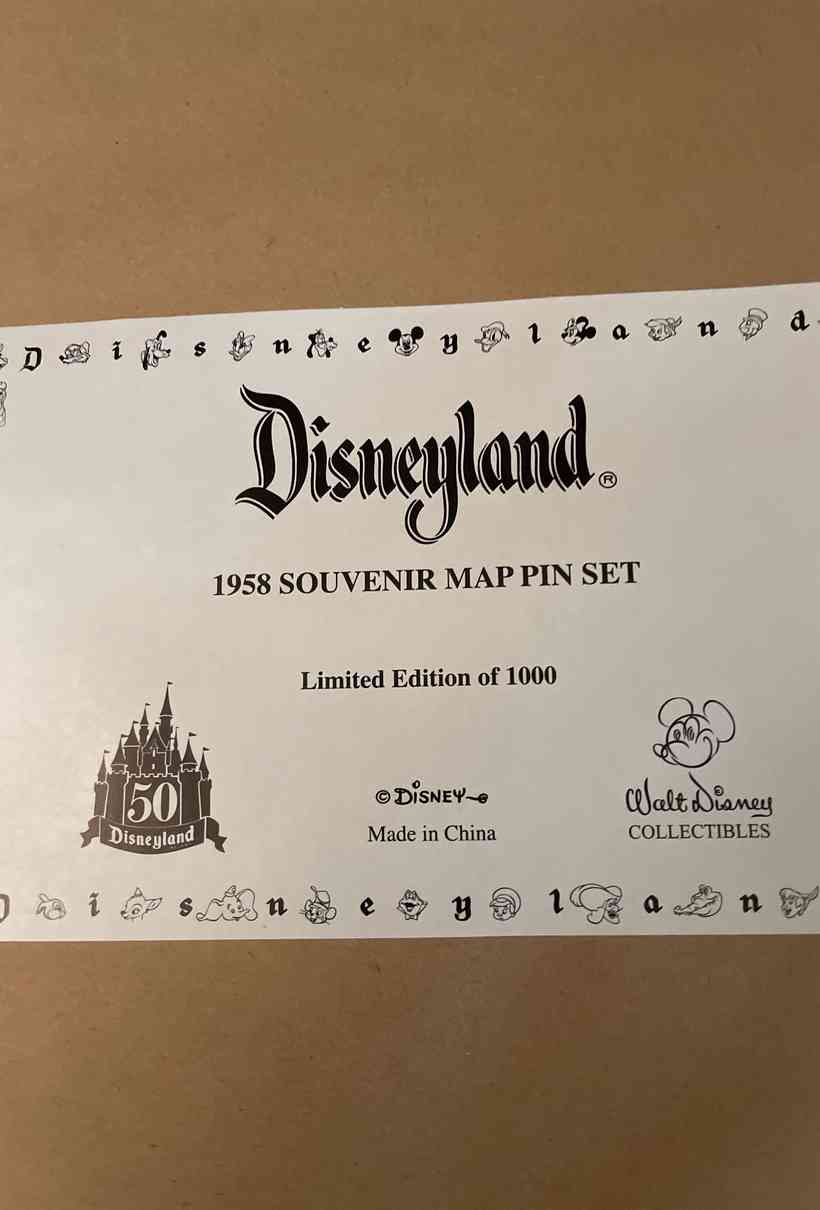 D i s n e y l a n d
Disneyland®
1958 SOUVENIR MAP PIN SET
Limited Edition of 1000
50
Disneyland
© DISNEY
Made in China
Walt Disney
COLLECTIBLES
D i s n e y l a n